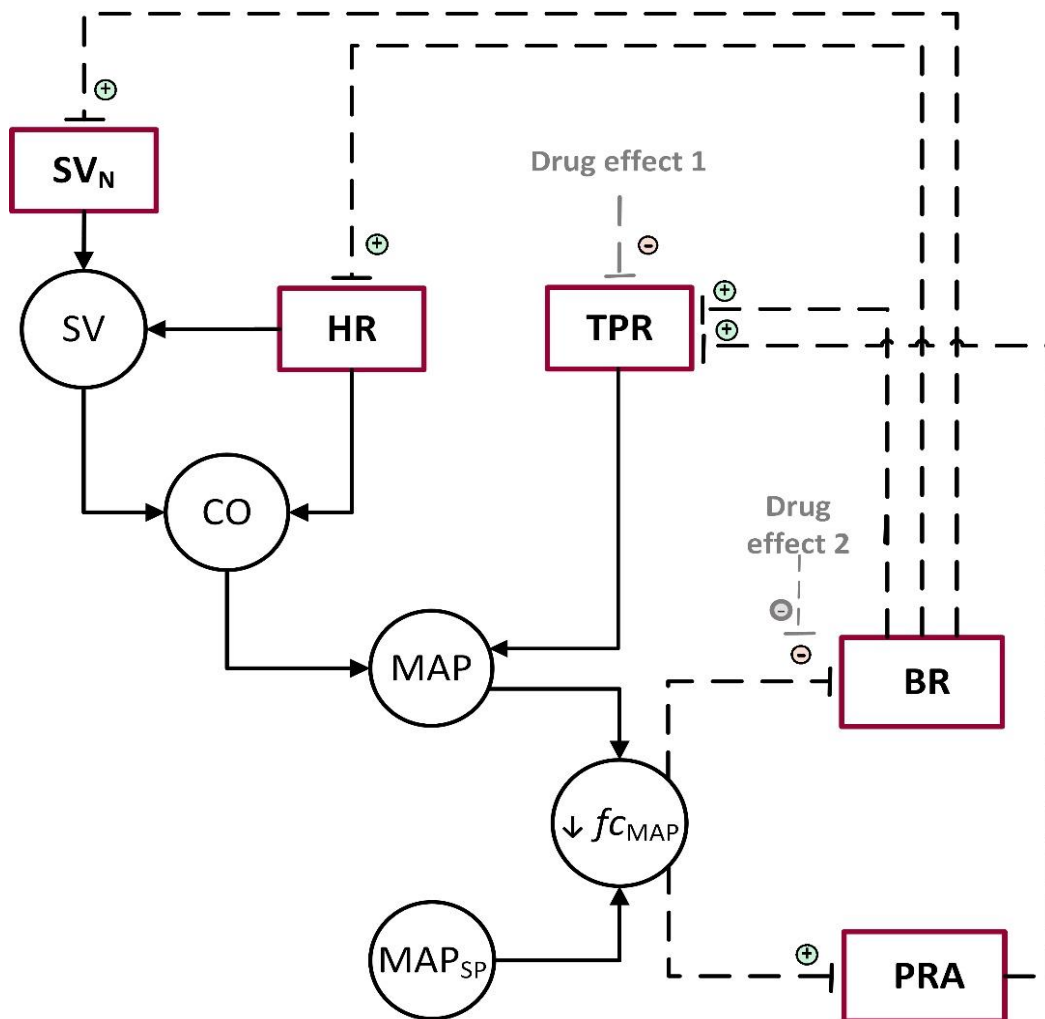 +
+
SVN
Drug effect 1
-
SV
HR
TPR
+
+
CO
Drug
effect 2
-
-
MAP
BR
↓ fcMAP
MAPSP
+
PRA